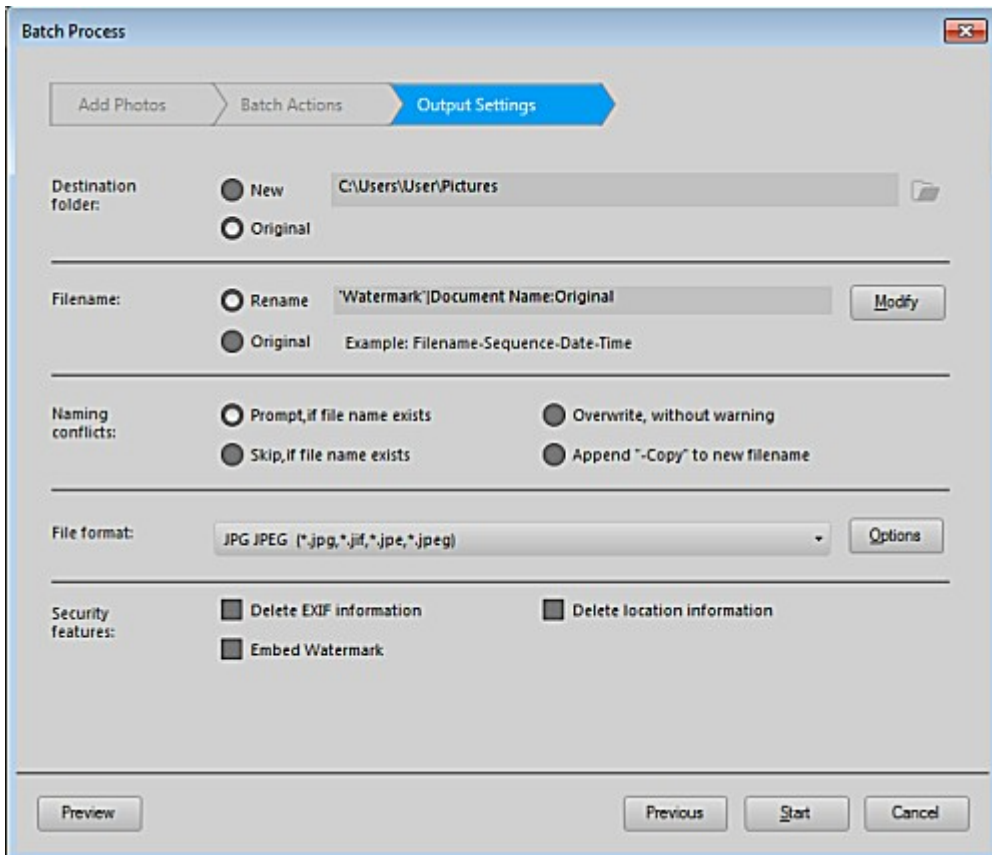 Batch Process
Add Photos
Batch Actions
Output Settings
Destination
folder:
New
C:\Users\User\Pictures
Original
Filename:
Rename
"Watermark"|Document Name:Original
Modify
Original
Example: Filename-Sequence-Date-Time
Naming
conflicts:
Prompt,if file name exists
Overwrite, without warning
Skip,if file name exists
Append "-Copy" to new filename
File format:
JPG JPEG (*.jpg,*.jif,*.jpe,*.jpeg)
Options
Security
features:
Delete EXIF information
Delete location information
Embed Watermark
Preview
Previous
Start
Cancel